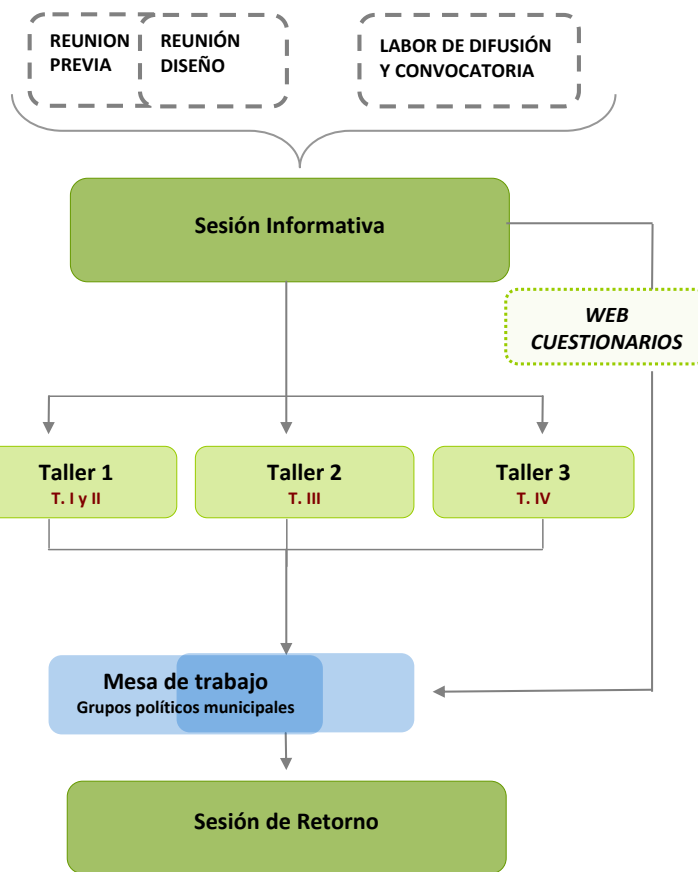 REUNION
PREVIA
REUNIÓN
DISEÑO
LABOR DE DIFUSIÓN
Y CONVOCATORIA
Sesión Informativa
WEB
CUESTIONARIOS
Taller 1
T. I y II
Taller 2
T. III
Taller 3
T. IV
Mesa de trabajo
Grupos políticos municipales
Sesión de Retorno